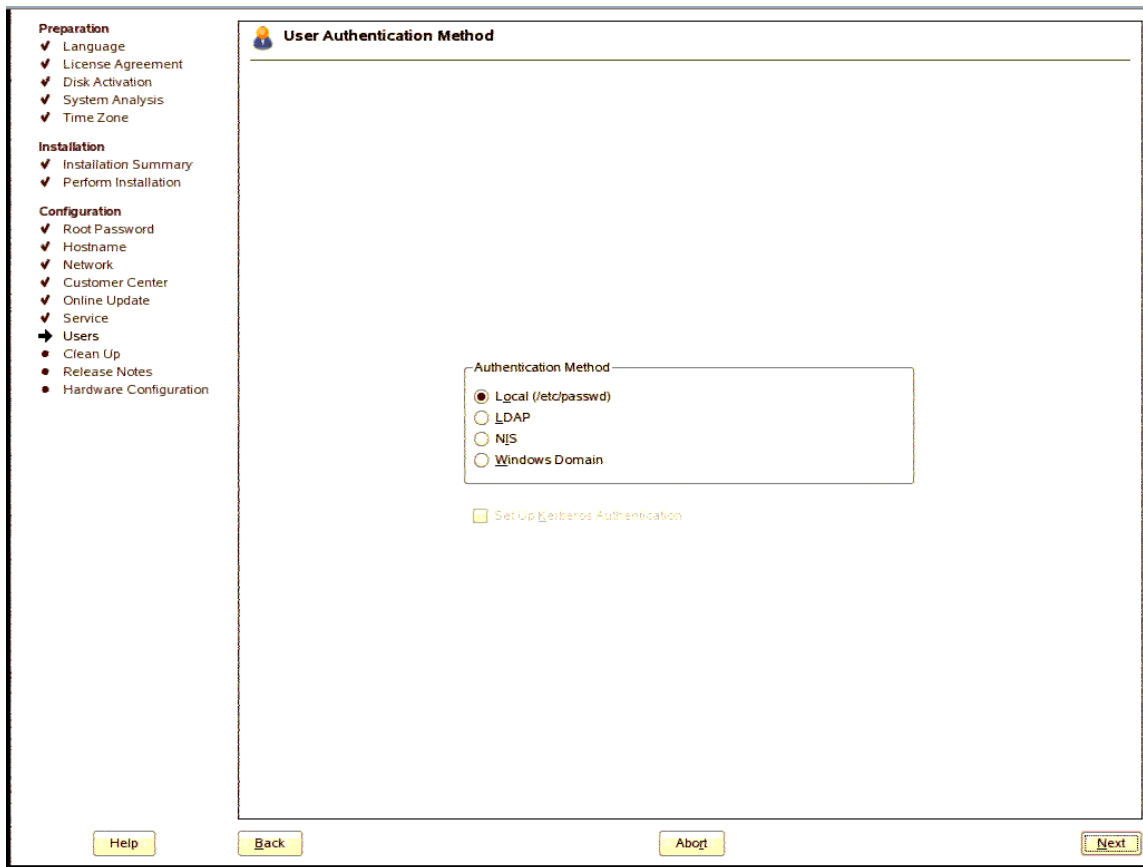 Preparation
Language
License Agreement
Disk Activation
System Analysis
Time Zone
Installation
Installation Summary
Perform Installation
Configuration
Root Password
Hostname
Network
Customer Center
Online Update
Service
Users
Clean Up
Release Notes
Hardware Configuration
User Authentication Method
Authentication Method
Local (/etc/passwd)
LDAP
NIS
Windows Domain
Set Up Kerberos Authentication
Help
Back
Abort
Next